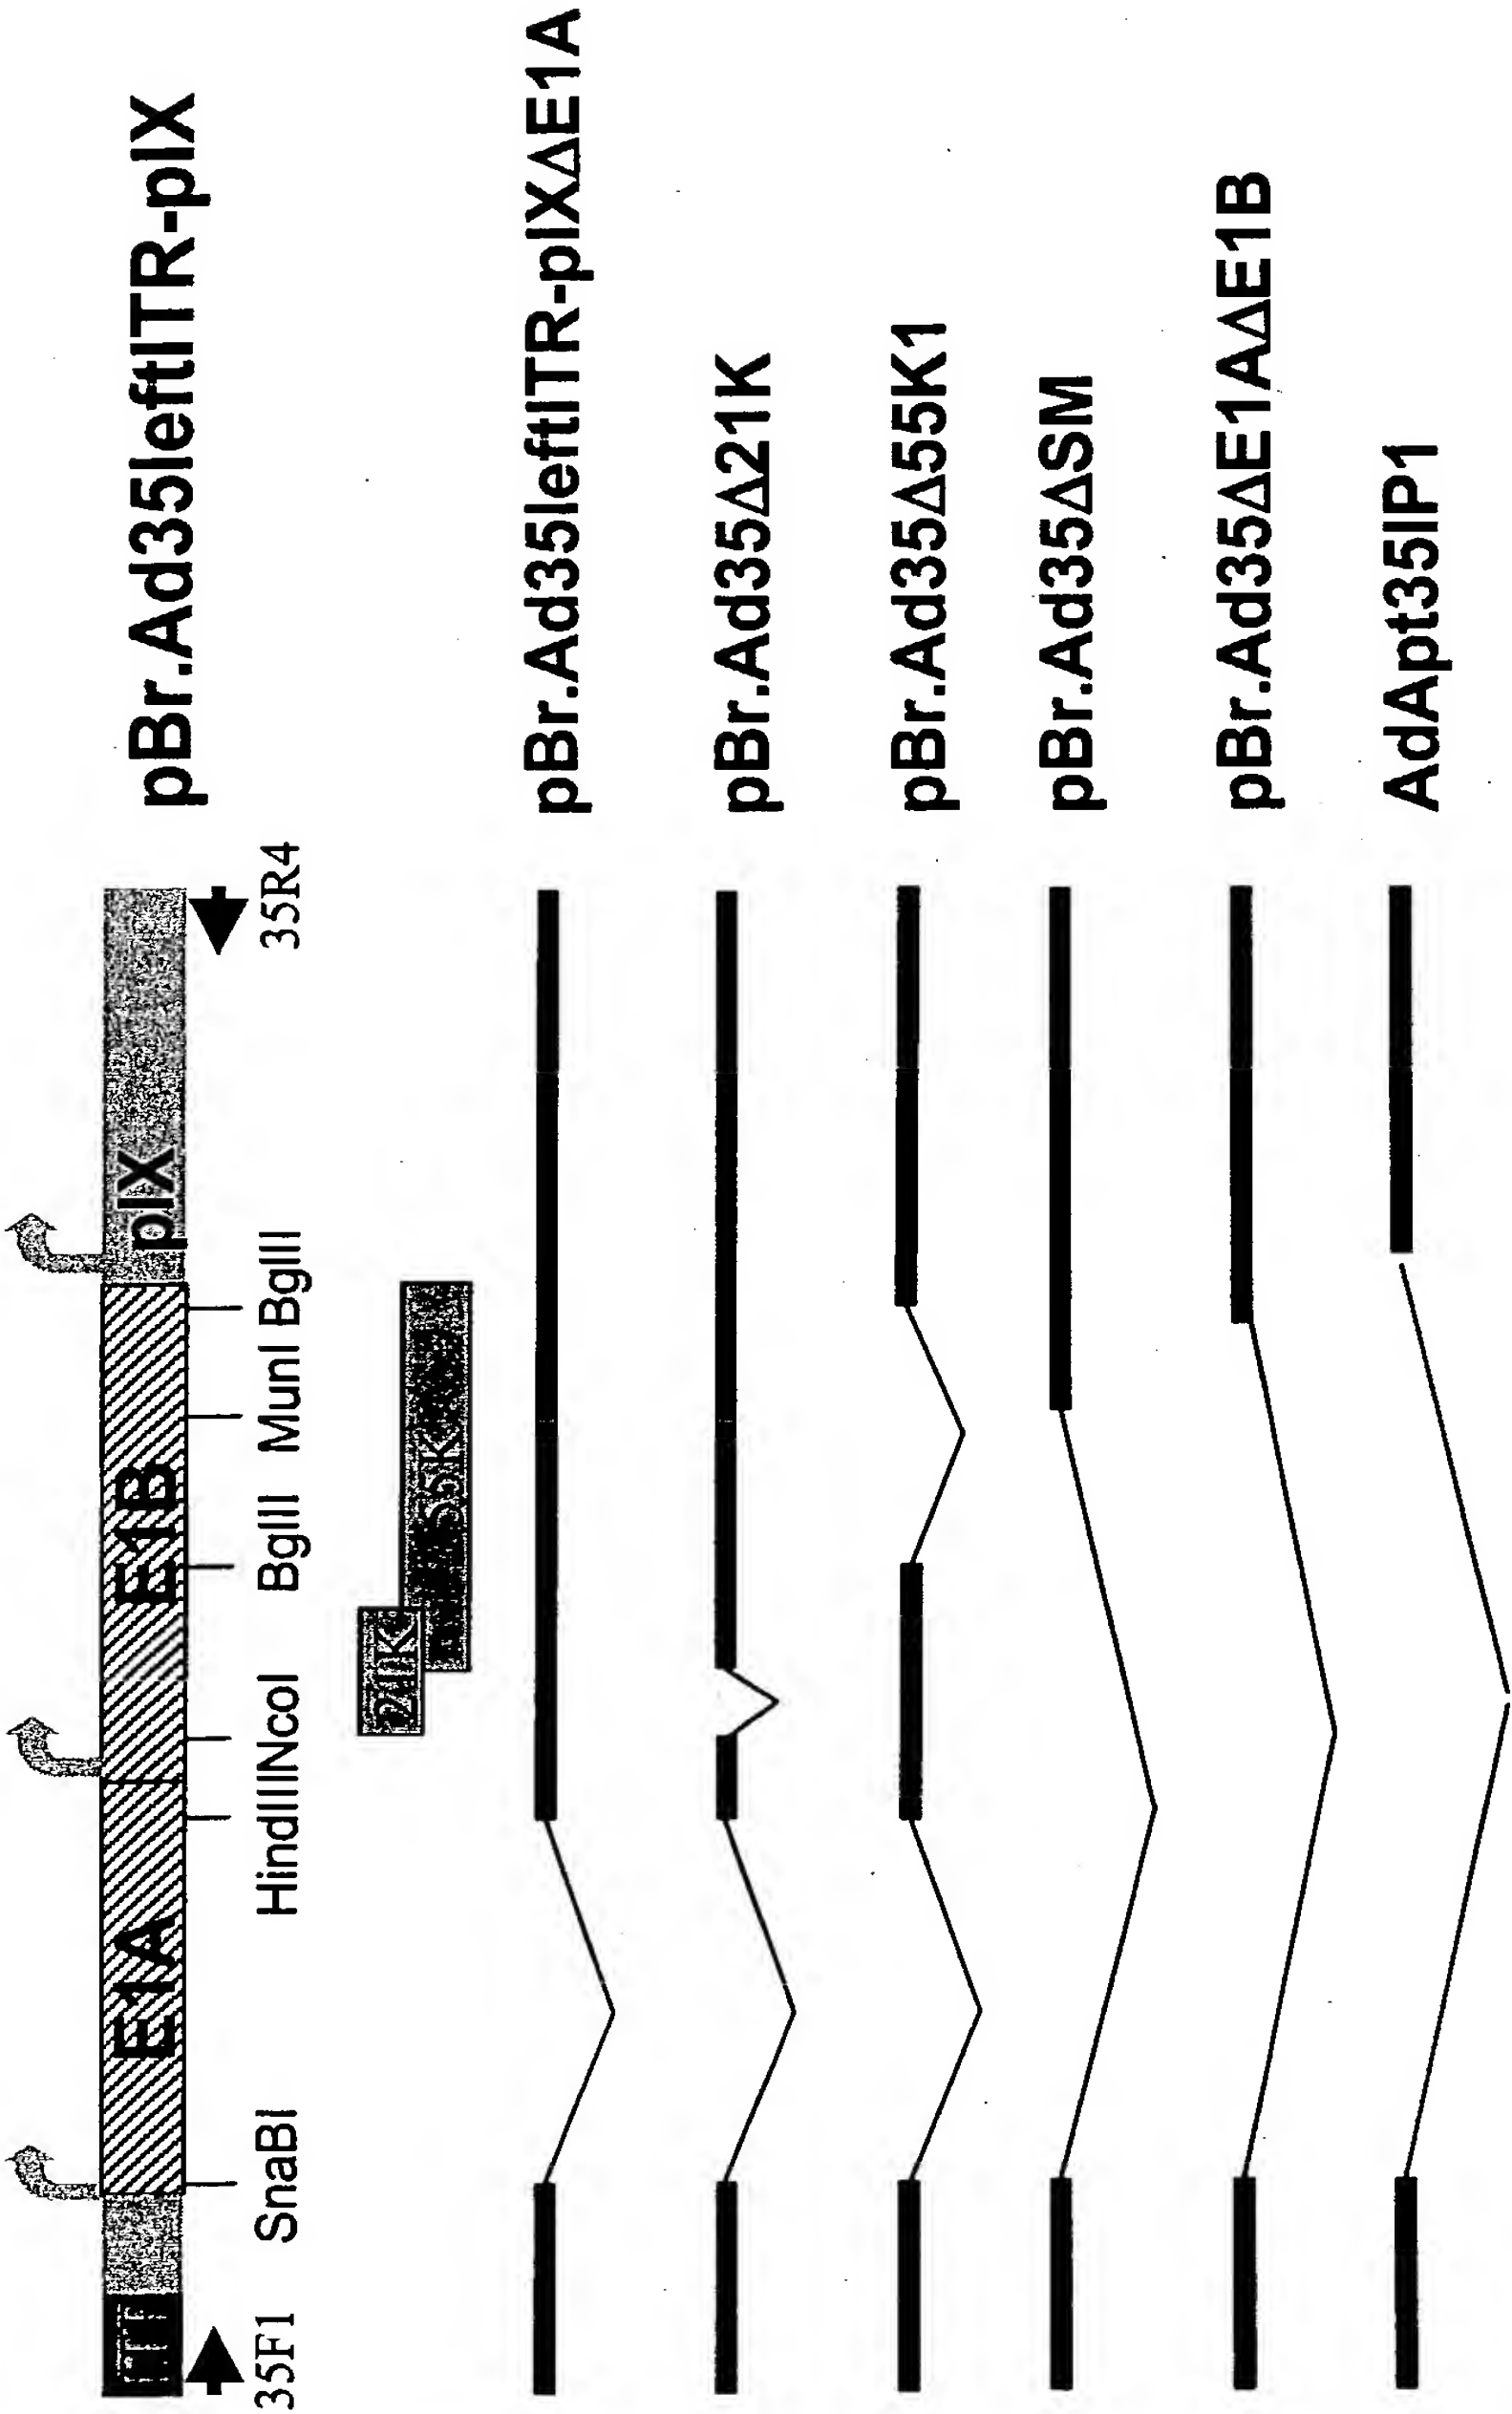 pBr.Ad35leftITR-pIX
E1A E1B pIX
35F1 SnaBI HindIII NcoI BglII MunI BglII 35R4
21K
55K
pBr.Ad35leftITR-pIXΔE1A
pBr.Ad35Δ21K
pBr.Ad35Δ55K1
pBr.Ad35ΔSM
pBr.Ad35ΔE1AΔE1B
AdApt35IP1